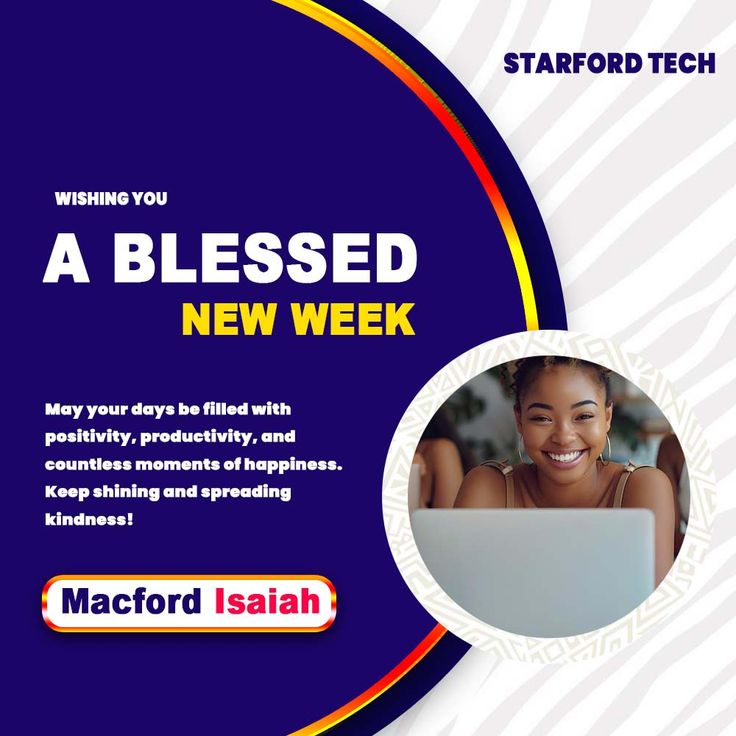 STARFORD TECH
WISHING YOU
A BLESSED
NEW WEEK
May your days be filled with
positivity, productivity, and
countless moments of happiness.
Keep shining and spreading
kindness!
Macford Isaiah